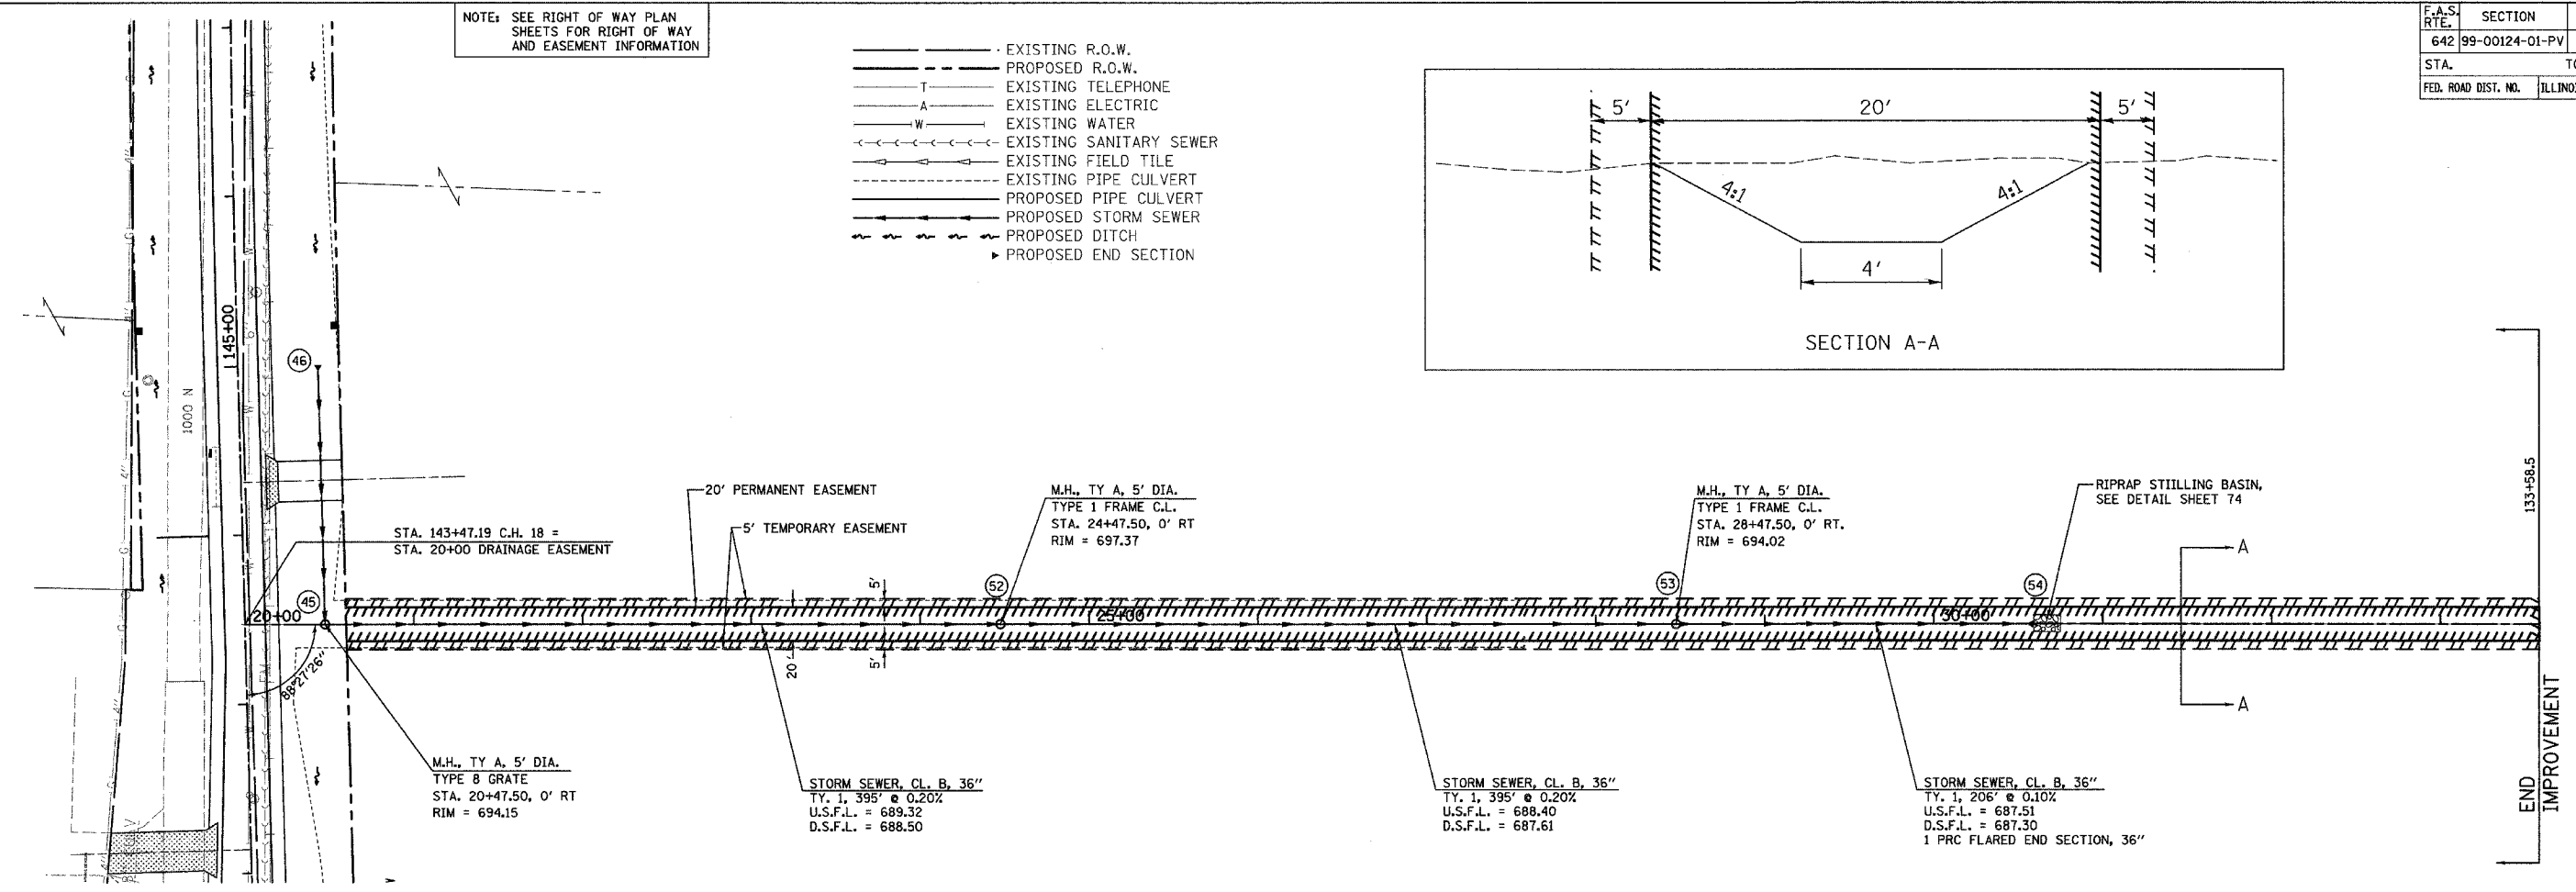 NOTE: SEE RIGHT OF WAY PLAN
SHEETS FOR RIGHT OF WAY
AND EASEMENT INFORMATION
EXISTING R.O.W.
PROPOSED R.O.W.
T EXISTING TELEPHONE
A EXISTING ELECTRIC
W EXISTING WATER
EXISTING SANITARY SEWER
EXISTING FIELD TILE
EXISTING PIPE CULVERT
PROPOSED PIPE CULVERT
PROPOSED STORM SEWER
PROPOSED DITCH
PROPOSED END SECTION
F.A.S. RTE. SECTION
642 99-00124-01-PV
STA. TO
FED. ROAD DIST. NO. ILLINOI
5' 20' 5'
4:1 4:1
4'
SECTION A-A
145+00
1000 N
46
133+58.5
20' PERMANENT EASEMENT
5' TEMPORARY EASEMENT
STA. 143+47.19 C.H. 18 =
STA. 20+00 DRAINAGE EASEMENT
M.H., TY A, 5' DIA.
TYPE 1 FRAME C.L.
STA. 24+47.50, 0' RT
RIM = 697.37
M.H., TY A, 5' DIA.
TYPE 1 FRAME C.L.
STA. 28+47.50, 0' RT.
RIM = 694.02
RIPRAP STIILLING BASIN,
SEE DETAIL SHEET 74
A
45
52
53
54
5'
20+00
25+00
30+00
88°27'26"
20'
5'
A
END
IMPROVEMENT
M.H., TY A, 5' DIA.
TYPE 8 GRATE
STA. 20+47.50, 0' RT
RIM = 694.15
STORM SEWER, CL. B, 36"
TY. 1, 395' @ 0.20%
U.S.F.L. = 689.32
D.S.F.L. = 688.50
STORM SEWER, CL. B, 36"
TY. 1, 395' @ 0.20%
U.S.F.L. = 688.40
D.S.F.L. = 687.61
STORM SEWER, CL. B, 36"
TY. 1, 206' @ 0.10%
U.S.F.L. = 687.51
D.S.F.L. = 687.30
1 PRC FLARED END SECTION, 36"